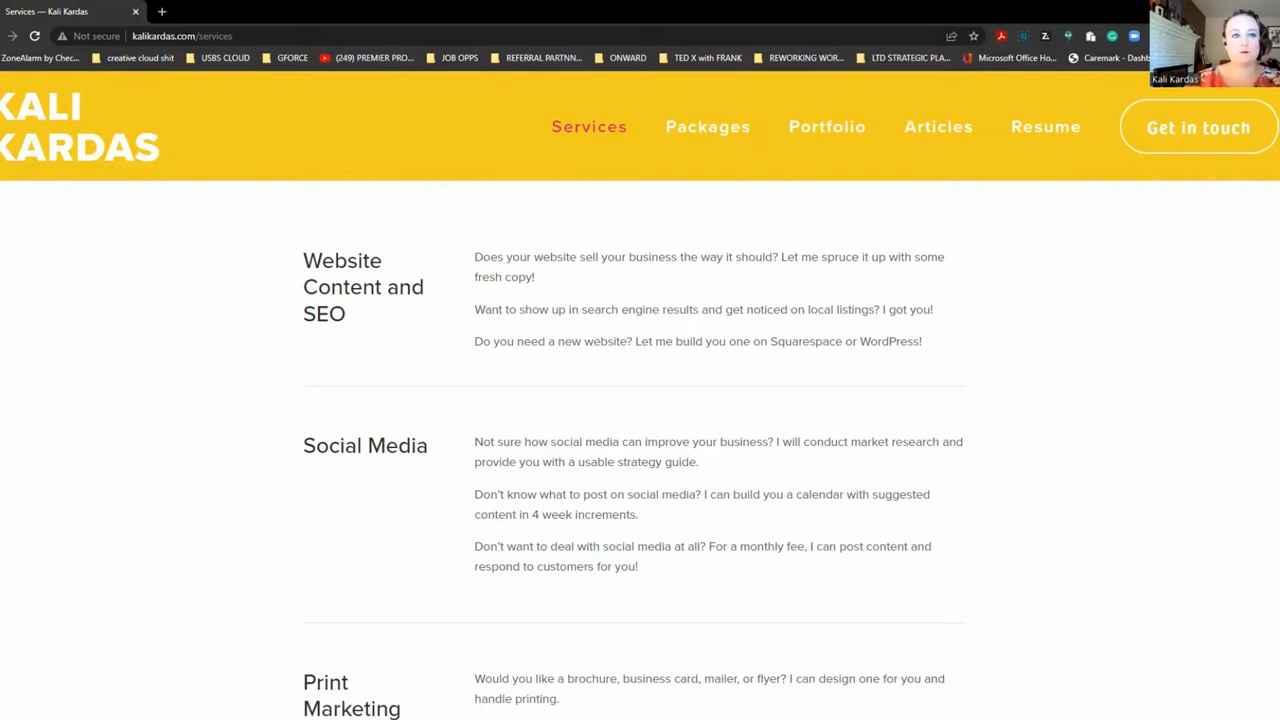 Services — Kali Kardas
Not secure
kalikardas.com/services
ZoneAlarm by Chec...
creative cloud shit
USBS CLOUD
GFORCE
(249) PREMIER PRO...
JOB OPPS
REFERRAL PARTNN...
ONWARD
TED X with FRANK
REWORKING WOR...
LTD STRATEGIC PLA...
Microsoft Office Ho...
Caremark - Dashb
Kali Kardas
KALI
KARDAS
Services
Packages
Portfolio
Articles
Resume
Get in touch
Website
Content and
SEO
Does your website sell your business the way it should? Let me spruce it up with some
fresh copy!
Want to show up in search engine results and get noticed on local listings? I got you!
Do you need a new website? Let me build you one on Squarespace or WordPress!
Social Media
Not sure how social media can improve your business? I will conduct market research and
provide you with a usable strategy guide.
Don't know what to post on social media? I can build you a calendar with suggested
content in 4 week increments.
Don't want to deal with social media at all? For a monthly fee, I can post content and
respond to customers for you!
Print
Marketing
Would you like a brochure, business card, mailer, or flyer? I can design one for you and
handle printing.